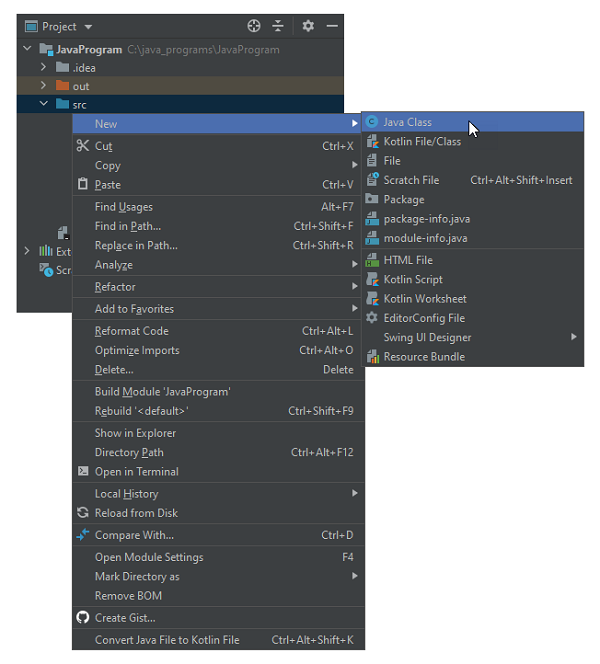 Project
JavaProgram C:\java_programs\JavaProgram
.idea
out
src
Ext
Scr
New
Cut Ctrl+X
Copy
Paste Ctrl+V
Find Usages Alt+F7
Find in Path... Ctrl+Shift+F
Replace in Path... Ctrl+Shift+R
Analyze
Refactor
Add to Favorites
Reformat Code Ctrl+Alt+L
Optimize Imports Ctrl+Alt+O
Delete... Delete
Build Module 'JavaProgram'
Rebuild '<default>' Ctrl+Shift+F9
Show in Explorer
Directory Path Ctrl+Alt+F12
Open in Terminal
Local History
Reload from Disk
Compare With... Ctrl+D
Open Module Settings F4
Mark Directory as
Remove BOM
Create Gist...
Convert Java File to Kotlin File Ctrl+Alt+Shift+K
Java Class
Kotlin File/Class
File
Scratch File Ctrl+Alt+Shift+Insert
Package
package-info.java
module-info.java
HTML File
Kotlin Script
Kotlin Worksheet
EditorConfig File
Swing UI Designer
Resource Bundle